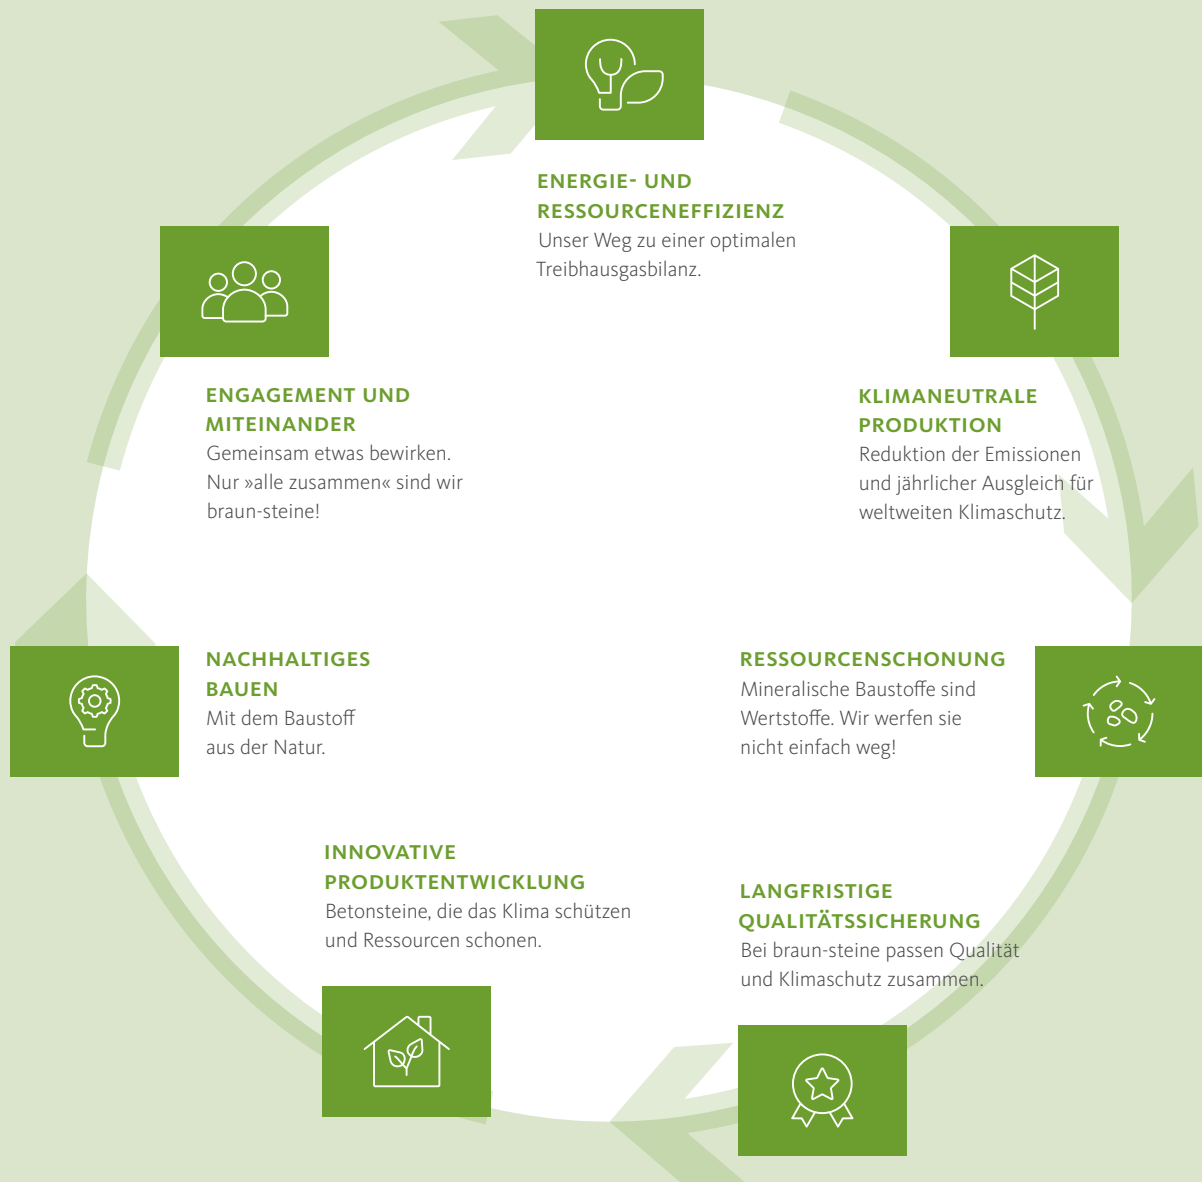 ENERGIE- UND
RESSOURCENEFFIZIENZ
Unser Weg zu einer optimalen
Treibhausgasbilanz.
KLIMANEUTRALE
PRODUKTION
Reduktion der Emissionen
und jährlicher Ausgleich für
weltweiten Klimaschutz.
RESSOURCENSCHONUNG
Mineralische Baustoffe sind
Wertstoffe. Wir werfen sie
nicht einfach weg!
LANGFRISTIGE
QUALITÄTSSICHERUNG
Bei braun-steine passen Qualität
und Klimaschutz zusammen.
INNOVATIVE
PRODUKTENTWICKLUNG
Betonsteine, die das Klima schützen
und Ressourcen schonen.
NACHHALTIGES
BAUEN
Mit dem Baustoff
aus der Natur.
ENGAGEMENT UND
MITEINANDER
Gemeinsam etwas bewirken.
Nur »alle zusammen« sind wir
braun-steine!